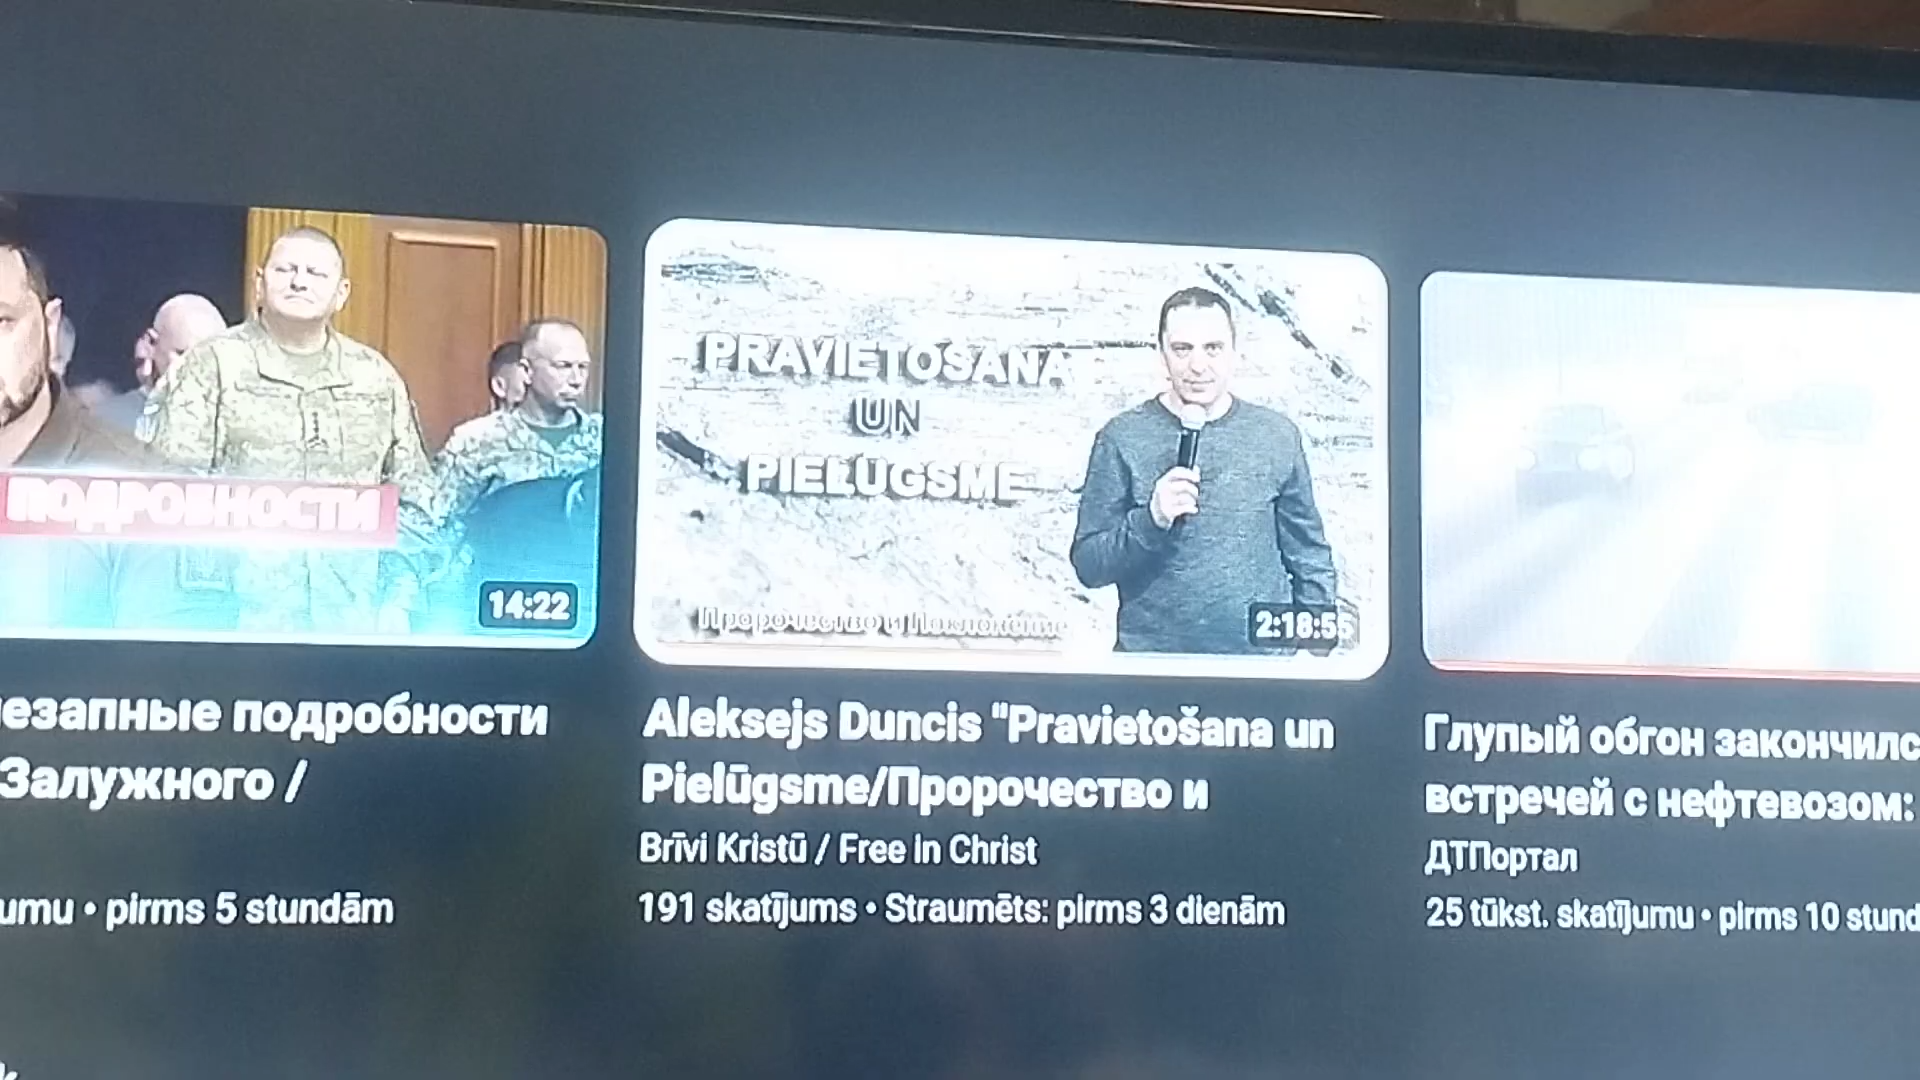 ПОДРОБНОСТИ
14:22
незапные подробности
Залужного /
umu • pirms 5 stundām
PRAVIETOŠANA
UN
PIELŪGSME
Пророчество и Поклонение
2:18:55
Aleksejs Duncis "Pravietošana un
Pielūgsme/Пророчество и
Brīvi Kristū / Free in Christ
191 skatījums • Straumēts: pirms 3 dienām
Глупый обгон закончилс
встречей с нефтевозом:
ДТПортал
25 tūkst. skatījumu • pirms 10 stund